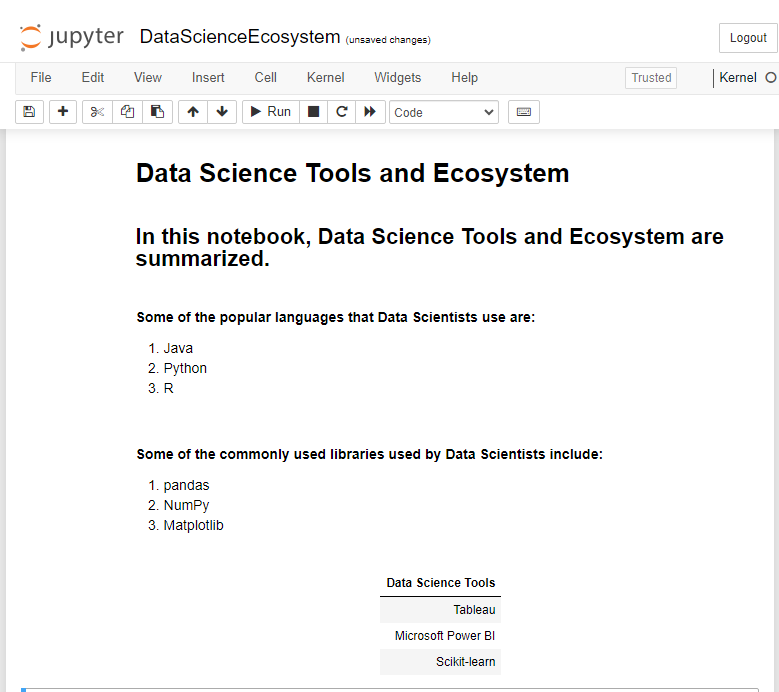 jupyter DataScienceEcosystem (unsaved changes) Logout
File Edit View Insert Cell Kernel Widgets Help Trusted Kernel
Run Code
Data Science Tools and Ecosystem
In this notebook, Data Science Tools and Ecosystem are
summarized.
Some of the popular languages that Data Scientists use are:
1. Java
2. Python
3. R
Some of the commonly used libraries used by Data Scientists include:
1. pandas
2. NumPy
3. Matplotlib
Data Science Tools
Tableau
Microsoft Power BI
Scikit-learn